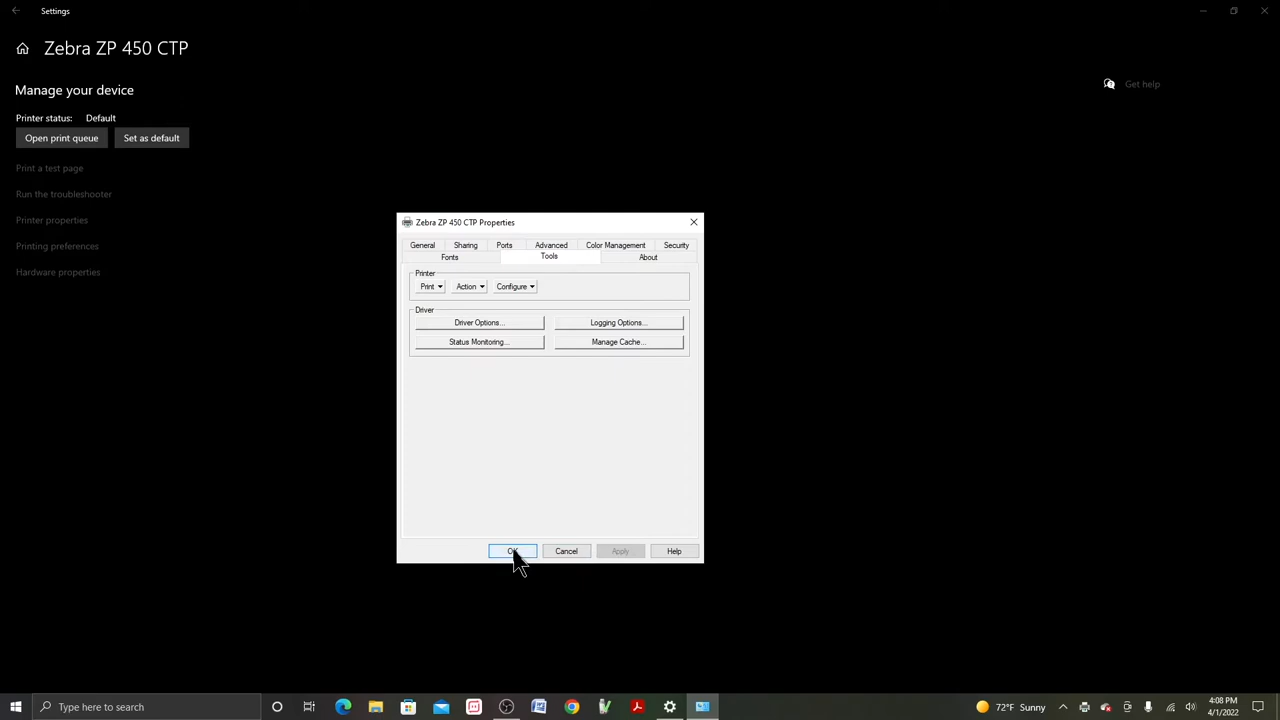 Settings
Zebra ZP 450 CTP
Manage your device
Get help
Printer status: Default
Open print queue Set as default
Print a test page
Run the troubleshooter
Printer properties
Printing preferences
Hardware properties
Zebra ZP 450 CTP Properties
General Sharing Ports Advanced Color Management Security
Fonts Tools About
Printer
Print Action Configure
Driver
Driver Options... Logging Options...
Status Monitoring... Manage Cache...
Cancel Apply Help
Type here to search
72°F Sunny
4:08 PM
4/1/2022